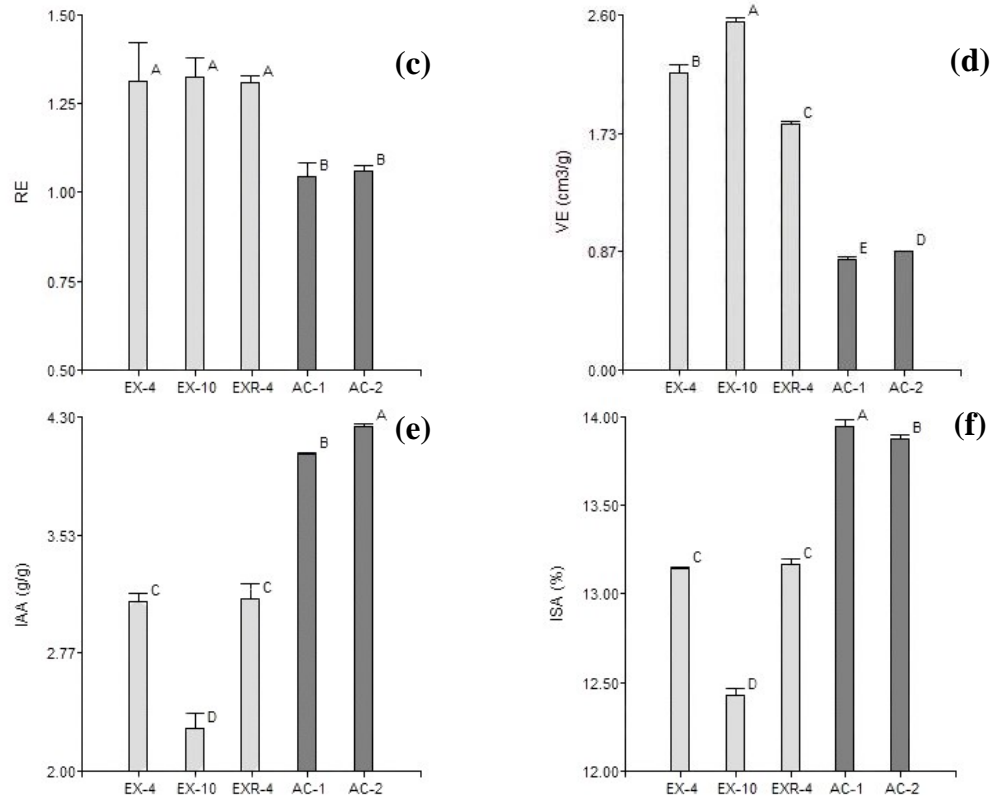 1.50
1.25
1.00
0.75
0.50
RE
A
A
A
B
B
(c)
EX-4 EX-10 EXR-4 AC-1 AC-2
2.60
1.73
0.87
0.00
VE (cm3/g)
B
A
C
E
D
(d)
EX-4 EX-10 EXR-4 AC-1 AC-2
4.30
3.53
2.77
2.00
IAA (g/g)
C
D
C
B
A
(e)
EX-4 EX-10 EXR-4 AC-1 AC-2
14.00
13.50
13.00
12.50
12.00
ISA (%)
C
D
C
A
B
(f)
EX-4 EX-10 EXR-4 AC-1 AC-2